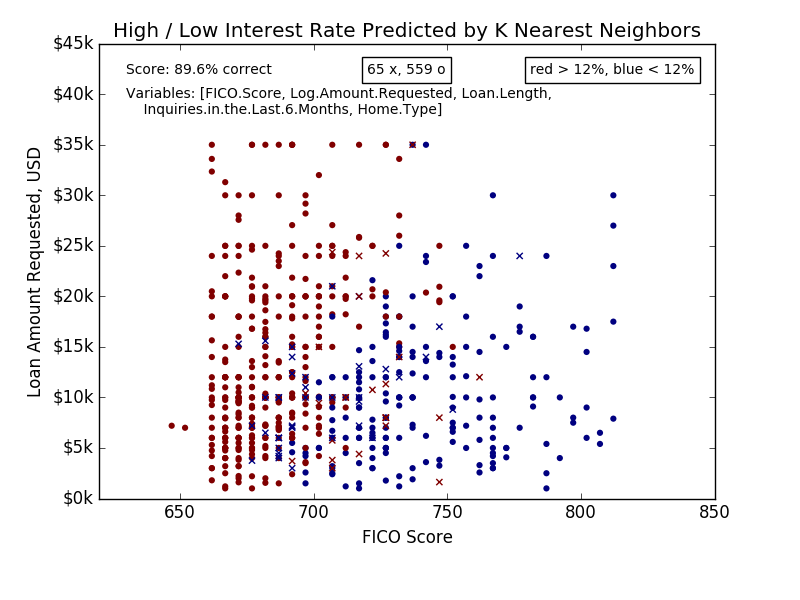 High / Low Interest Rate Predicted by K Nearest Neighbors
Score: 89.6% correct
65 x, 559 o
red > 12%, blue < 12%
Variables: [FICO.Score, Log.Amount.Requested, Loan.Length,
Inquiries.in.the.Last.6.Months, Home.Type]
Loan Amount Requested, USD
$45k
$40k
$35k
$30k
$25k
$20k
$15k
$10k
$5k
$0k
650 700 750 800 850
FICO Score